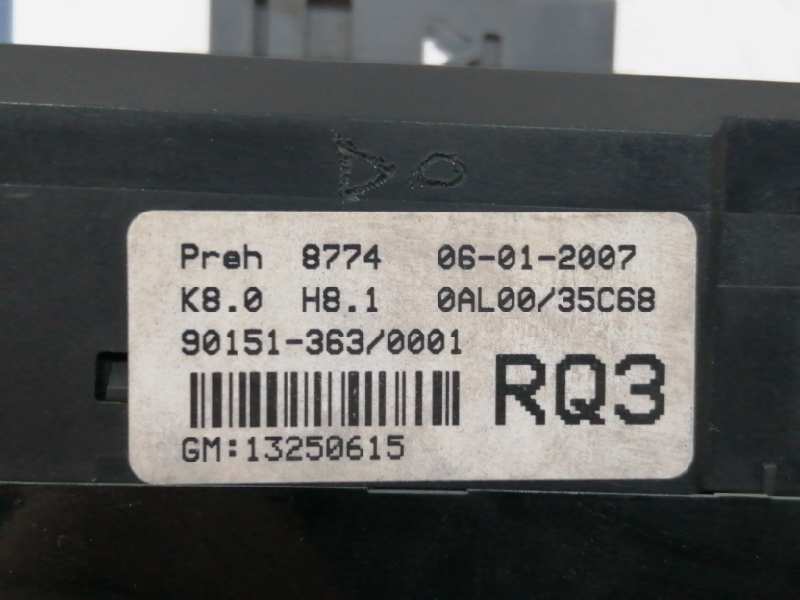 Preh 8774 06-01-2007
K8.0 H8.1 0AL00/35C68
90151-363/0001
RQ3
GM:13250615